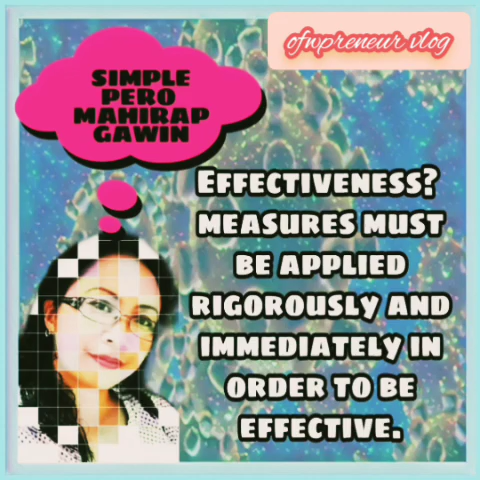 ofwpreneur vlog
SIMPLE
PERO
MAHIRAP
GAWIN
EFFECTIVENESS?
MEASURES MUST
BE APPLIED
RIGOROUSLY AND
IMMEDIATELY IN
ORDER TO BE
EFFECTIVE.